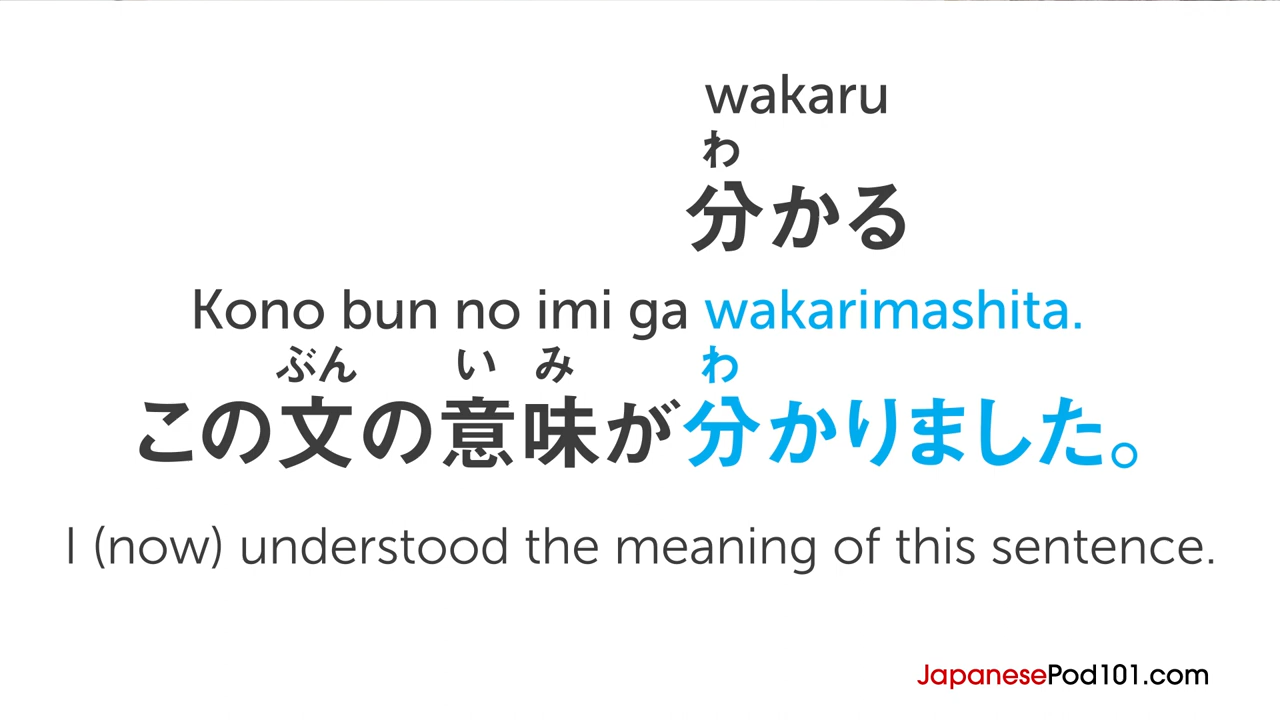 wakaru
わ
分かる
Kono bun no imi ga wakarimashita.
ぶん い み わ
この文の意味が分かりました。
I (now) understood the meaning of this sentence.
JapanesePod101.com